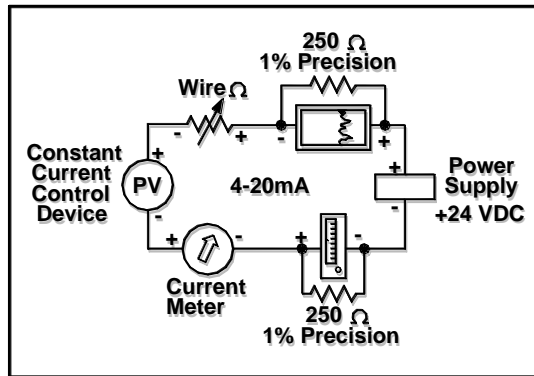 250 Ω
1% Precision
Wire Ω
- +
- +
Constant
Current
Control
Device
+
PV
-
4-20mA
+
-
Power
Supply
+24 VDC
+ -
+ -
Current
Meter
250 Ω
1% Precision